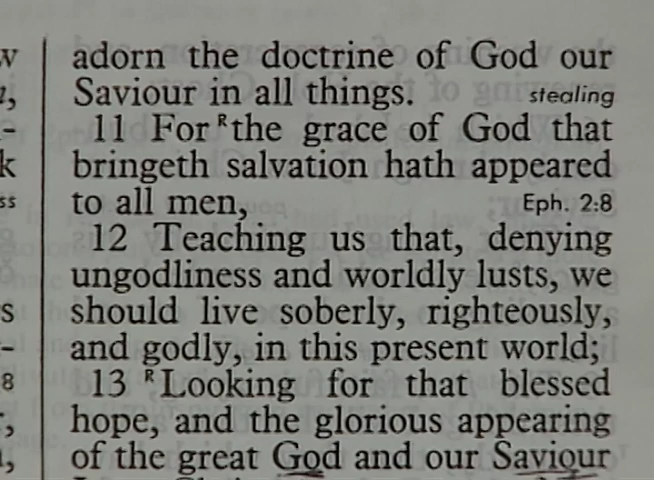 adorn the doctrine of God our
Saviour in all things. stealing
11 For ᴿthe grace of God that
bringeth salvation hath appeared
to all men, Eph. 2:8
12 Teaching us that, denying
ungodliness and worldly lusts, we
should live soberly, righteously,
and godly, in this present world;
13 ᴿLooking for that blessed
hope, and the glorious appearing
of the great God and our Saviour